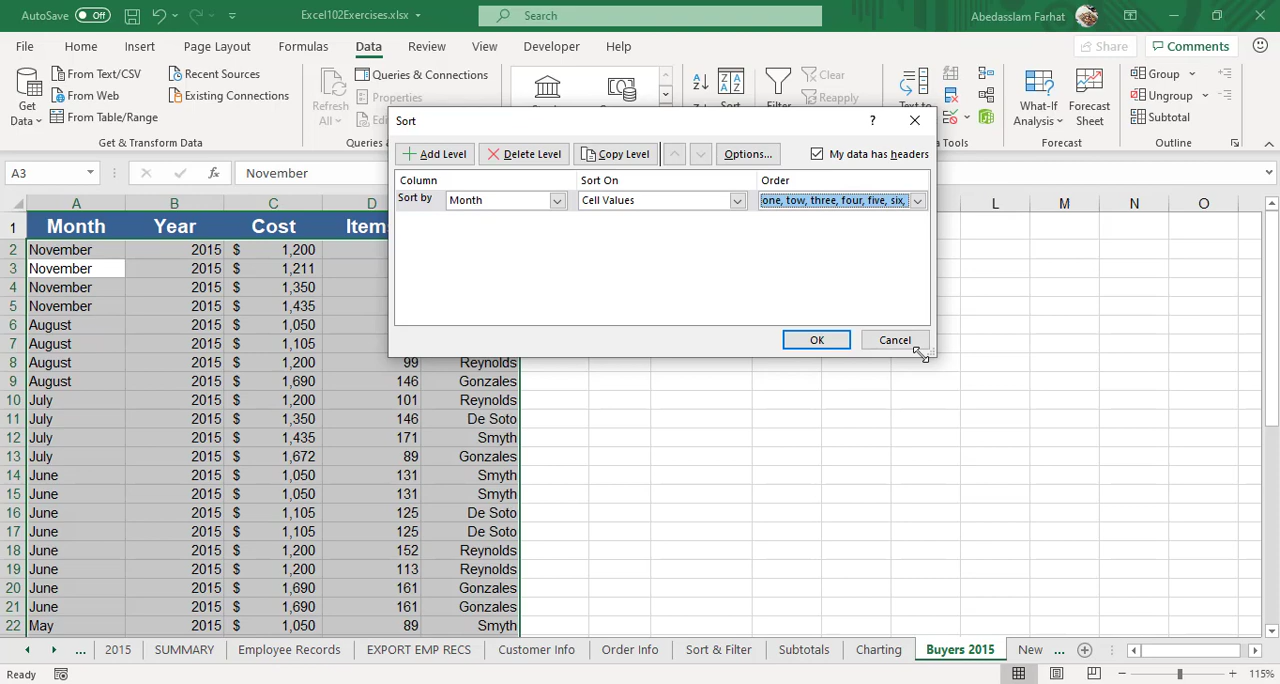 AutoSave Off Excel102Exercises.xlsx Search Abedasslam Farhat
File Home Insert Page Layout Formulas Data Review View Developer Help Share Comments
Get Data From Text/CSV Recent Sources Refresh All Queries & Connections Clear What-If Analysis Forecast Sheet Group
From Web Existing Connections Properties Sort Filter Reapply Ungroup
From Table/Range Subtotal
Get & Transform Data Queries & Forecast Outline
Sort ?
Add Level Delete Level Copy Level Options... My data has headers
Column Sort On Order
Sort by Month Cell Values one, tow, three, four, five, six,
OK Cancel
A3 November
A B C D L M N O
1 Month Year Cost Items
2 November 2015 $ 1,200
3 November 2015 $ 1,211
4 November 2015 $ 1,350
5 November 2015 $ 1,435
6 August 2015 $ 1,050
7 August 2015 $ 1,105
8 August 2015 $ 1,200 99 Reynolds
9 August 2015 $ 1,690 146 Gonzales
10 July 2015 $ 1,200 101 Reynolds
11 July 2015 $ 1,350 146 De Soto
12 July 2015 $ 1,435 171 Smyth
13 July 2015 $ 1,672 89 Gonzales
14 June 2015 $ 1,050 131 Smyth
15 June 2015 $ 1,050 131 Smyth
16 June 2015 $ 1,105 125 De Soto
17 June 2015 $ 1,105 125 De Soto
18 June 2015 $ 1,200 152 Reynolds
19 June 2015 $ 1,200 113 Reynolds
20 June 2015 $ 1,690 161 Gonzales
21 June 2015 $ 1,690 161 Gonzales
22 May 2015 $ 1,050 89 Smyth
... 2015 SUMMARY Employee Records EXPORT EMP RECS Customer Info Order Info Sort & Filter Subtotals Charting Buyers 2015 New ...
Ready 115%